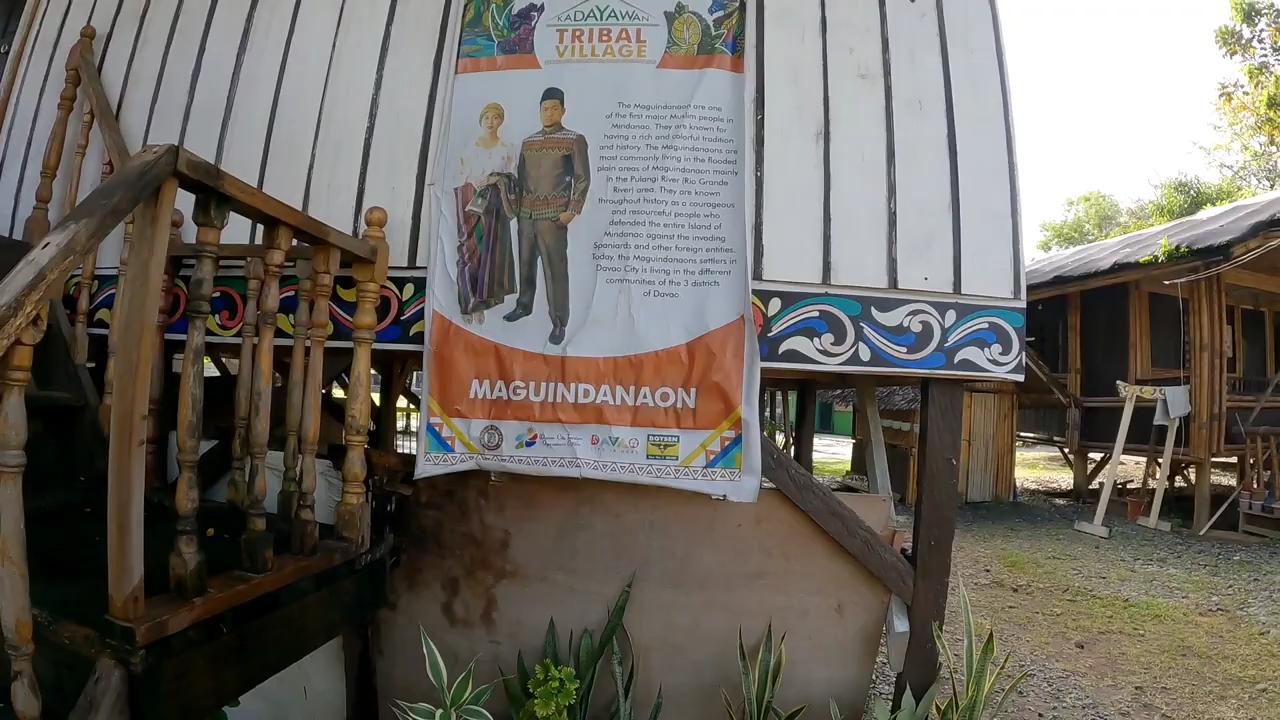 KADAYAWAN
TRIBAL
VILLAGE
The Maguindanaon are one
of the first major Muslim people in
Mindanao. They are known for
having a rich and colorful tradition
and history. The Maguindanaons are
most commonly living in the flooded
plain areas of Maguindanaon mainly
in the Pulangi River (Rio Grande
River) area. They are known
throughout history as a courageous
and resourceful people who
defended the entire Island of
Mindanao against the invading
Spaniards and other foreign entities.
Today, the Maguindanaons settlers in
Davao City is living in the different
communities of the 3 districts
of Davao.
MAGUINDANAON
BOYSEN